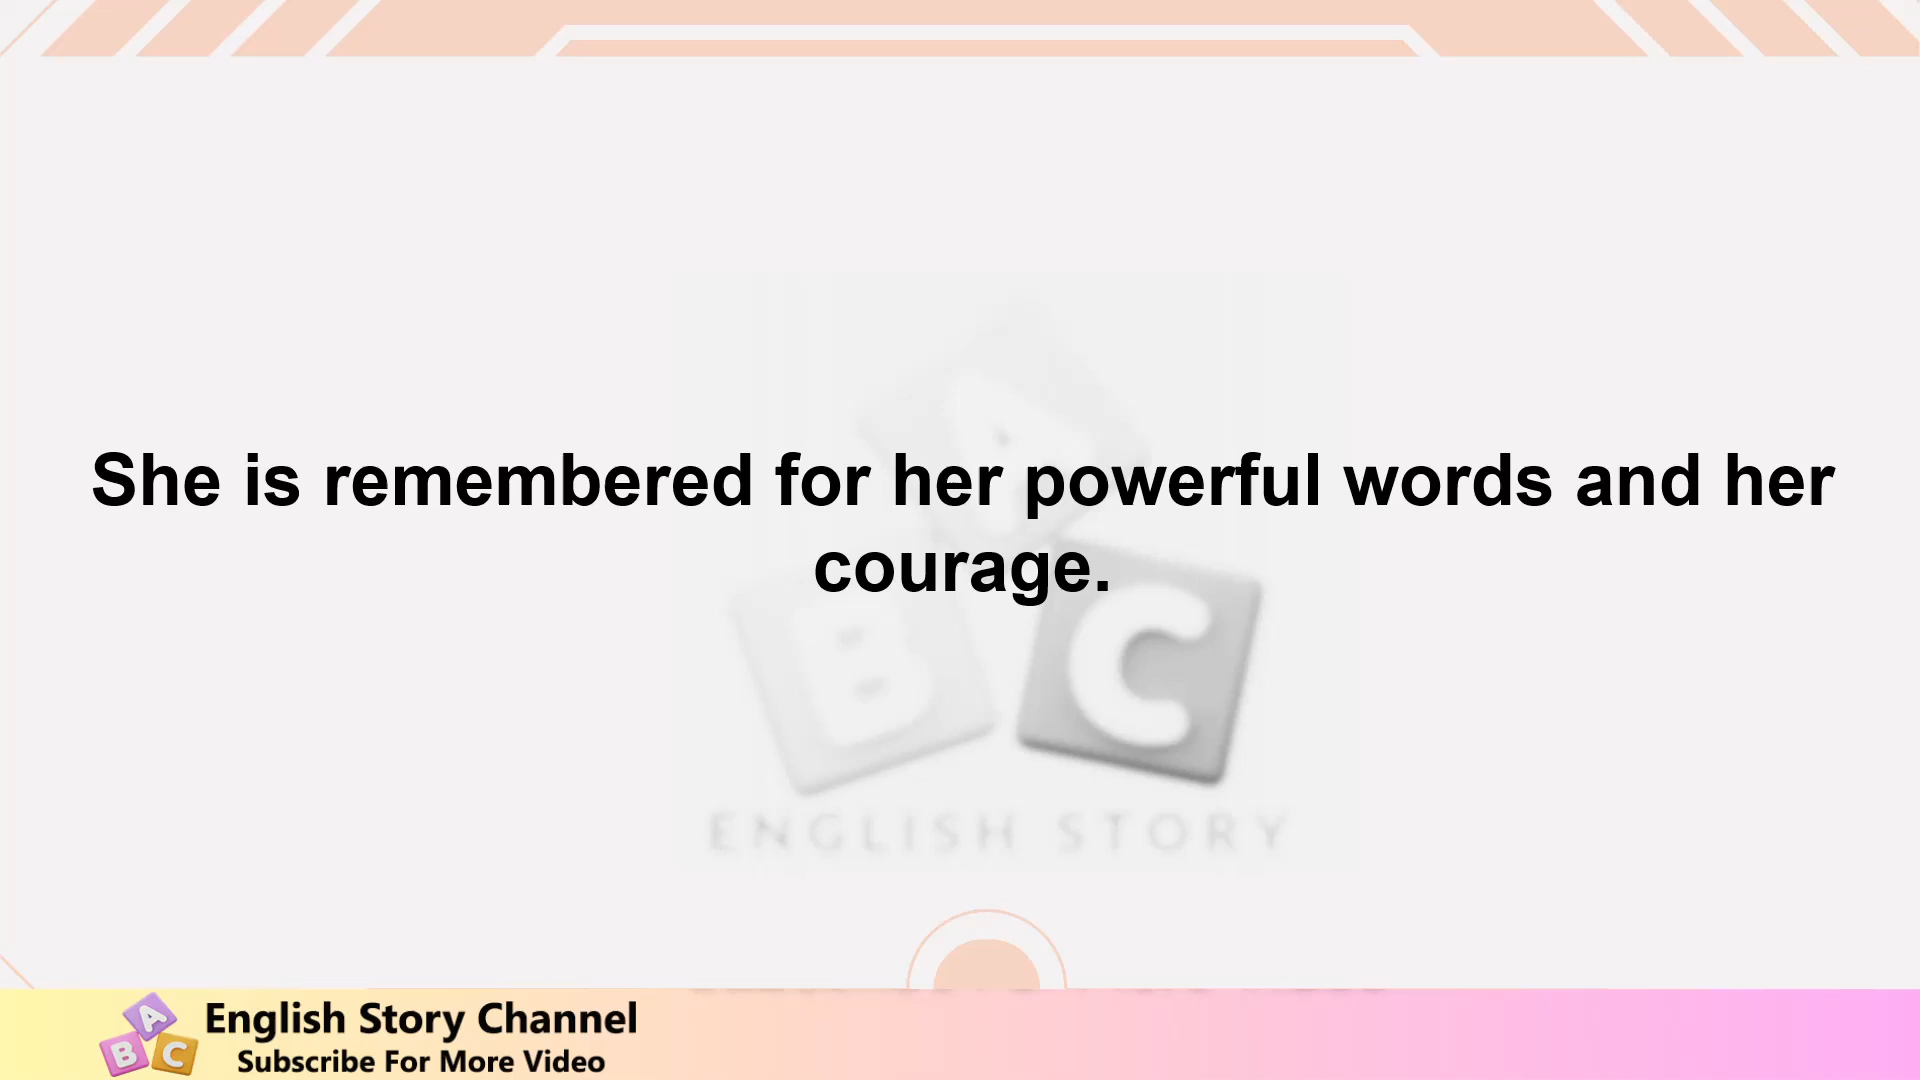 She is remembered for her powerful words and her
courage.
A
B
C
ENGLISH STORY
A
B
C
English Story Channel
Subscribe For More Video